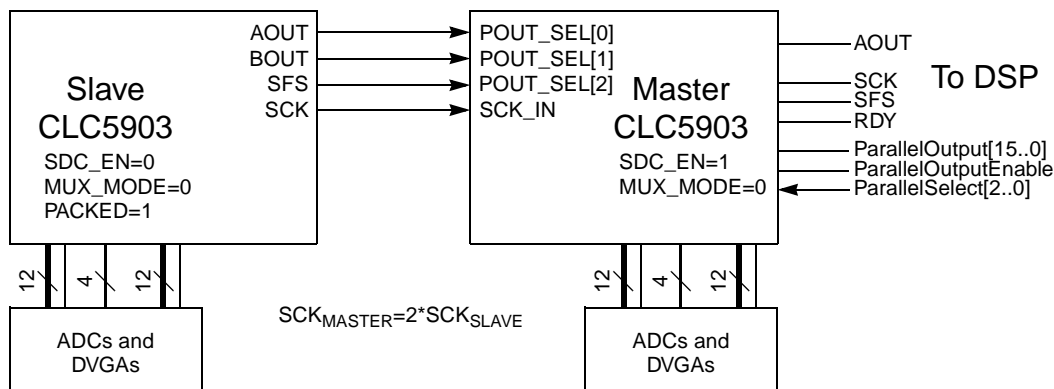 AOUT
BOUT
SFS
SCK
Slave
CLC5903
SDC_EN=0
MUX_MODE=0
PACKED=1
POUT_SEL[0]
POUT_SEL[1]
POUT_SEL[2]
SCK_IN
Master
CLC5903
SDC_EN=1
MUX_MODE=0
AOUT
SCK
SFS
RDY
To DSP
ParallelOutput[15..0]
ParallelOutputEnable
ParallelSelect[2..0]
12
4
12
12
4
12
SCKMASTER=2*SCKSLAVE
ADCs and
DVGAs
ADCs and
DVGAs